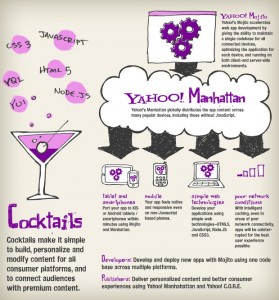 CSS 3
JAVASCRIPT
HTML 5
YQL
NODE.JS
YUI
YAHOO! Mojito
Yahoo!'s Mojito accelerates
web app development by
giving the ability to maintain
a single codebase for all
connected devices,
optimizing the application for
each device, and running on
both client-and server-side
environments.
YAHOO! Manhattan
Yahoo!'s Manhattan globally distributes the app content across
many popular devices, including those without JavaScript.
Cocktails
Cocktails make it simple
to build, personalize and
modify content for all
consumer platforms, and
to connect audiences
with premium content.
tablet and
smartphones
Port your app to iOS
or Android tablets /
smartphones within
minutes using Mojito
and Manhattan
mobile
Your app feels native
and responsive even
on non-Javascript
based phones.
simple web
technologies
Develop your
applications using
simple web
technologies—HTML5,
JavaScript, Node.JS
and CSS3.
poor network
conditions
With intelligent
caching, even in
areas of poor
network connectivity,
apps will be
for the best
user experience
possible
Developers: Develop and deploy new apps with Mojito using one code
base across multiple platforms.
Publishers: Deliver personalized content and better consumer
experiences using Yahoo! Manhattan and Yahoo! C.O.R.E.